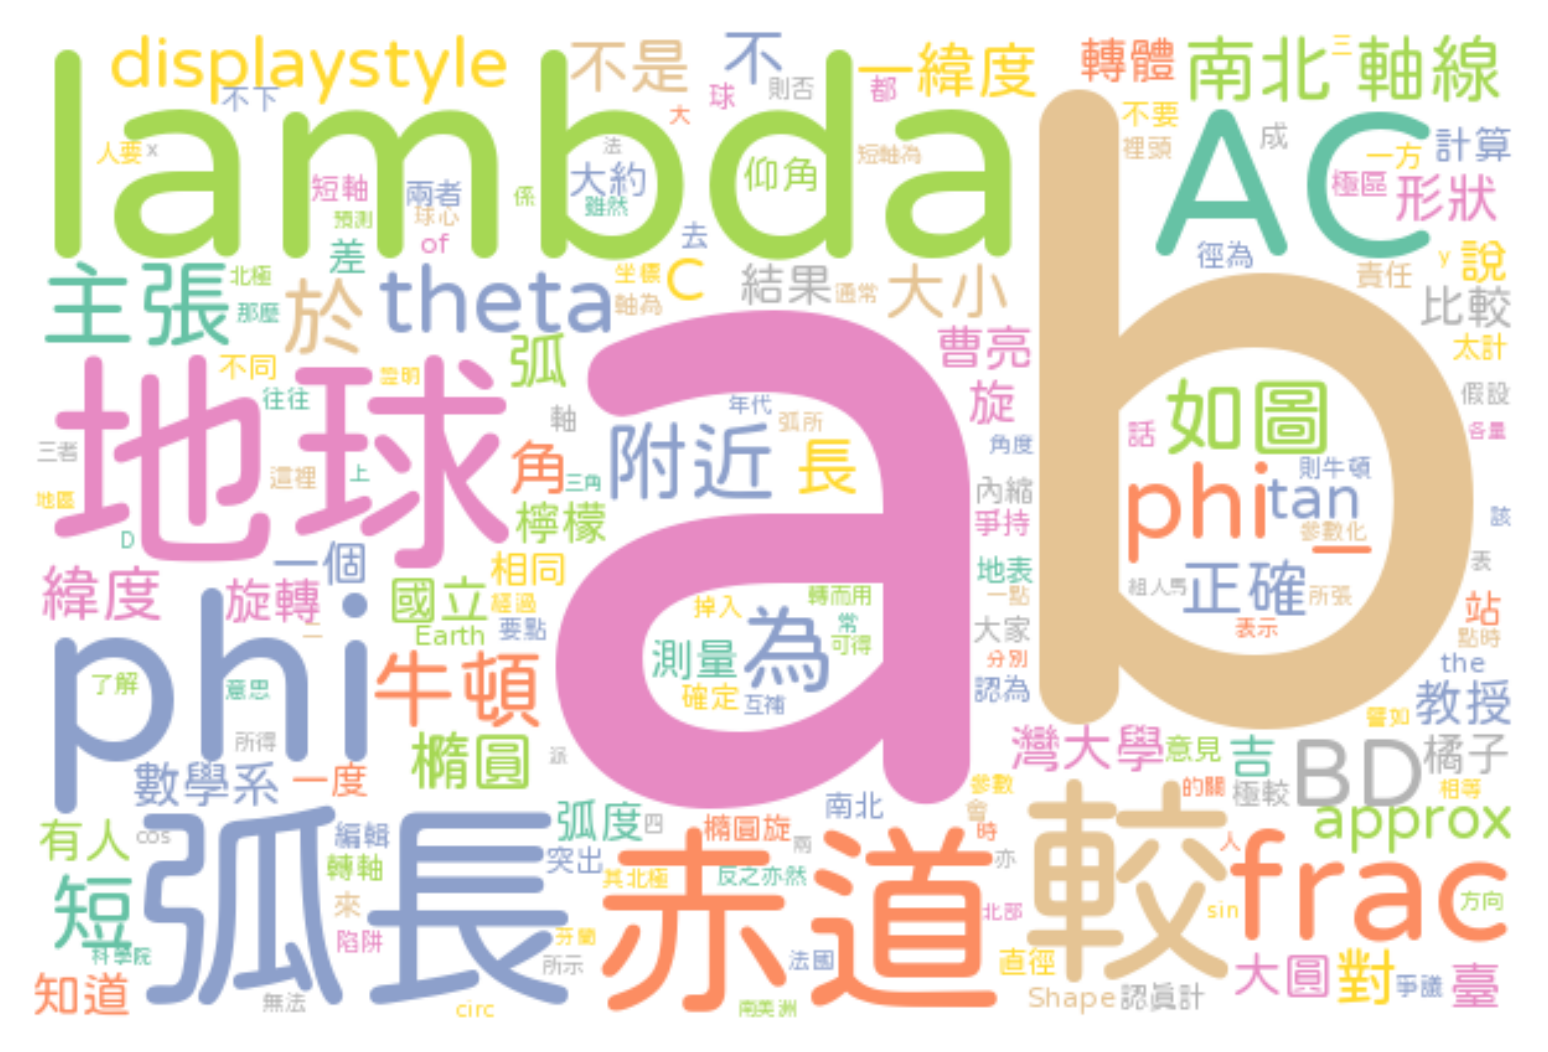 displaystyle 不是 不 一緯度 轉體 南北 三 軸線
不下 大 球 則否 都 不要 成 計算
lambda AC
人要 x 短軸 兩者 法 大約 仰角 短軸為 裡頭 一方
預測 球心 係 雖然 極區 形狀
差 of 去 徑為 y 說
主張 北極 於 theta 坐標 C 結果 通常 大小 責任 比較
那麼 軸為 太計
地球 不同 證明 弧 a 曹亮 b
往往 軸 年代 弧所 旋 如圖 假設
三者 這裡 上 角 三角 附近 長 角度 話 各量
地區 檸檬 內縮 phi tan 則牛頓
D 爭持 參數化 該
一個 相同 地表 表
緯度 旋轉 國立 經過 掉入 轉而用 一點 組人馬 正確 所張 站
二 Earth 要點 為 常 大家 表示 點時
phi 測量 可得 分別 the
了解 意思 牛頓 確定 互補 認為 譬如 教授
所得 橢圓 派 灣大學 意見 吉 BD 橘子
數學系 一度 南北 參數 的關 極較 相等
有人 cos 編輯 弧度 四 橢圓旋 兩 會 時 較 人 approx
轉軸 突出 其北極 反之亦然 亦 frac
短 弧長 來 赤道 北部 sin 方向
科學院 陷阱 芬蘭 法國 直徑 大圓 對 爭議 臺
知道 無法 所示 circ 南美洲 Shape 認真計